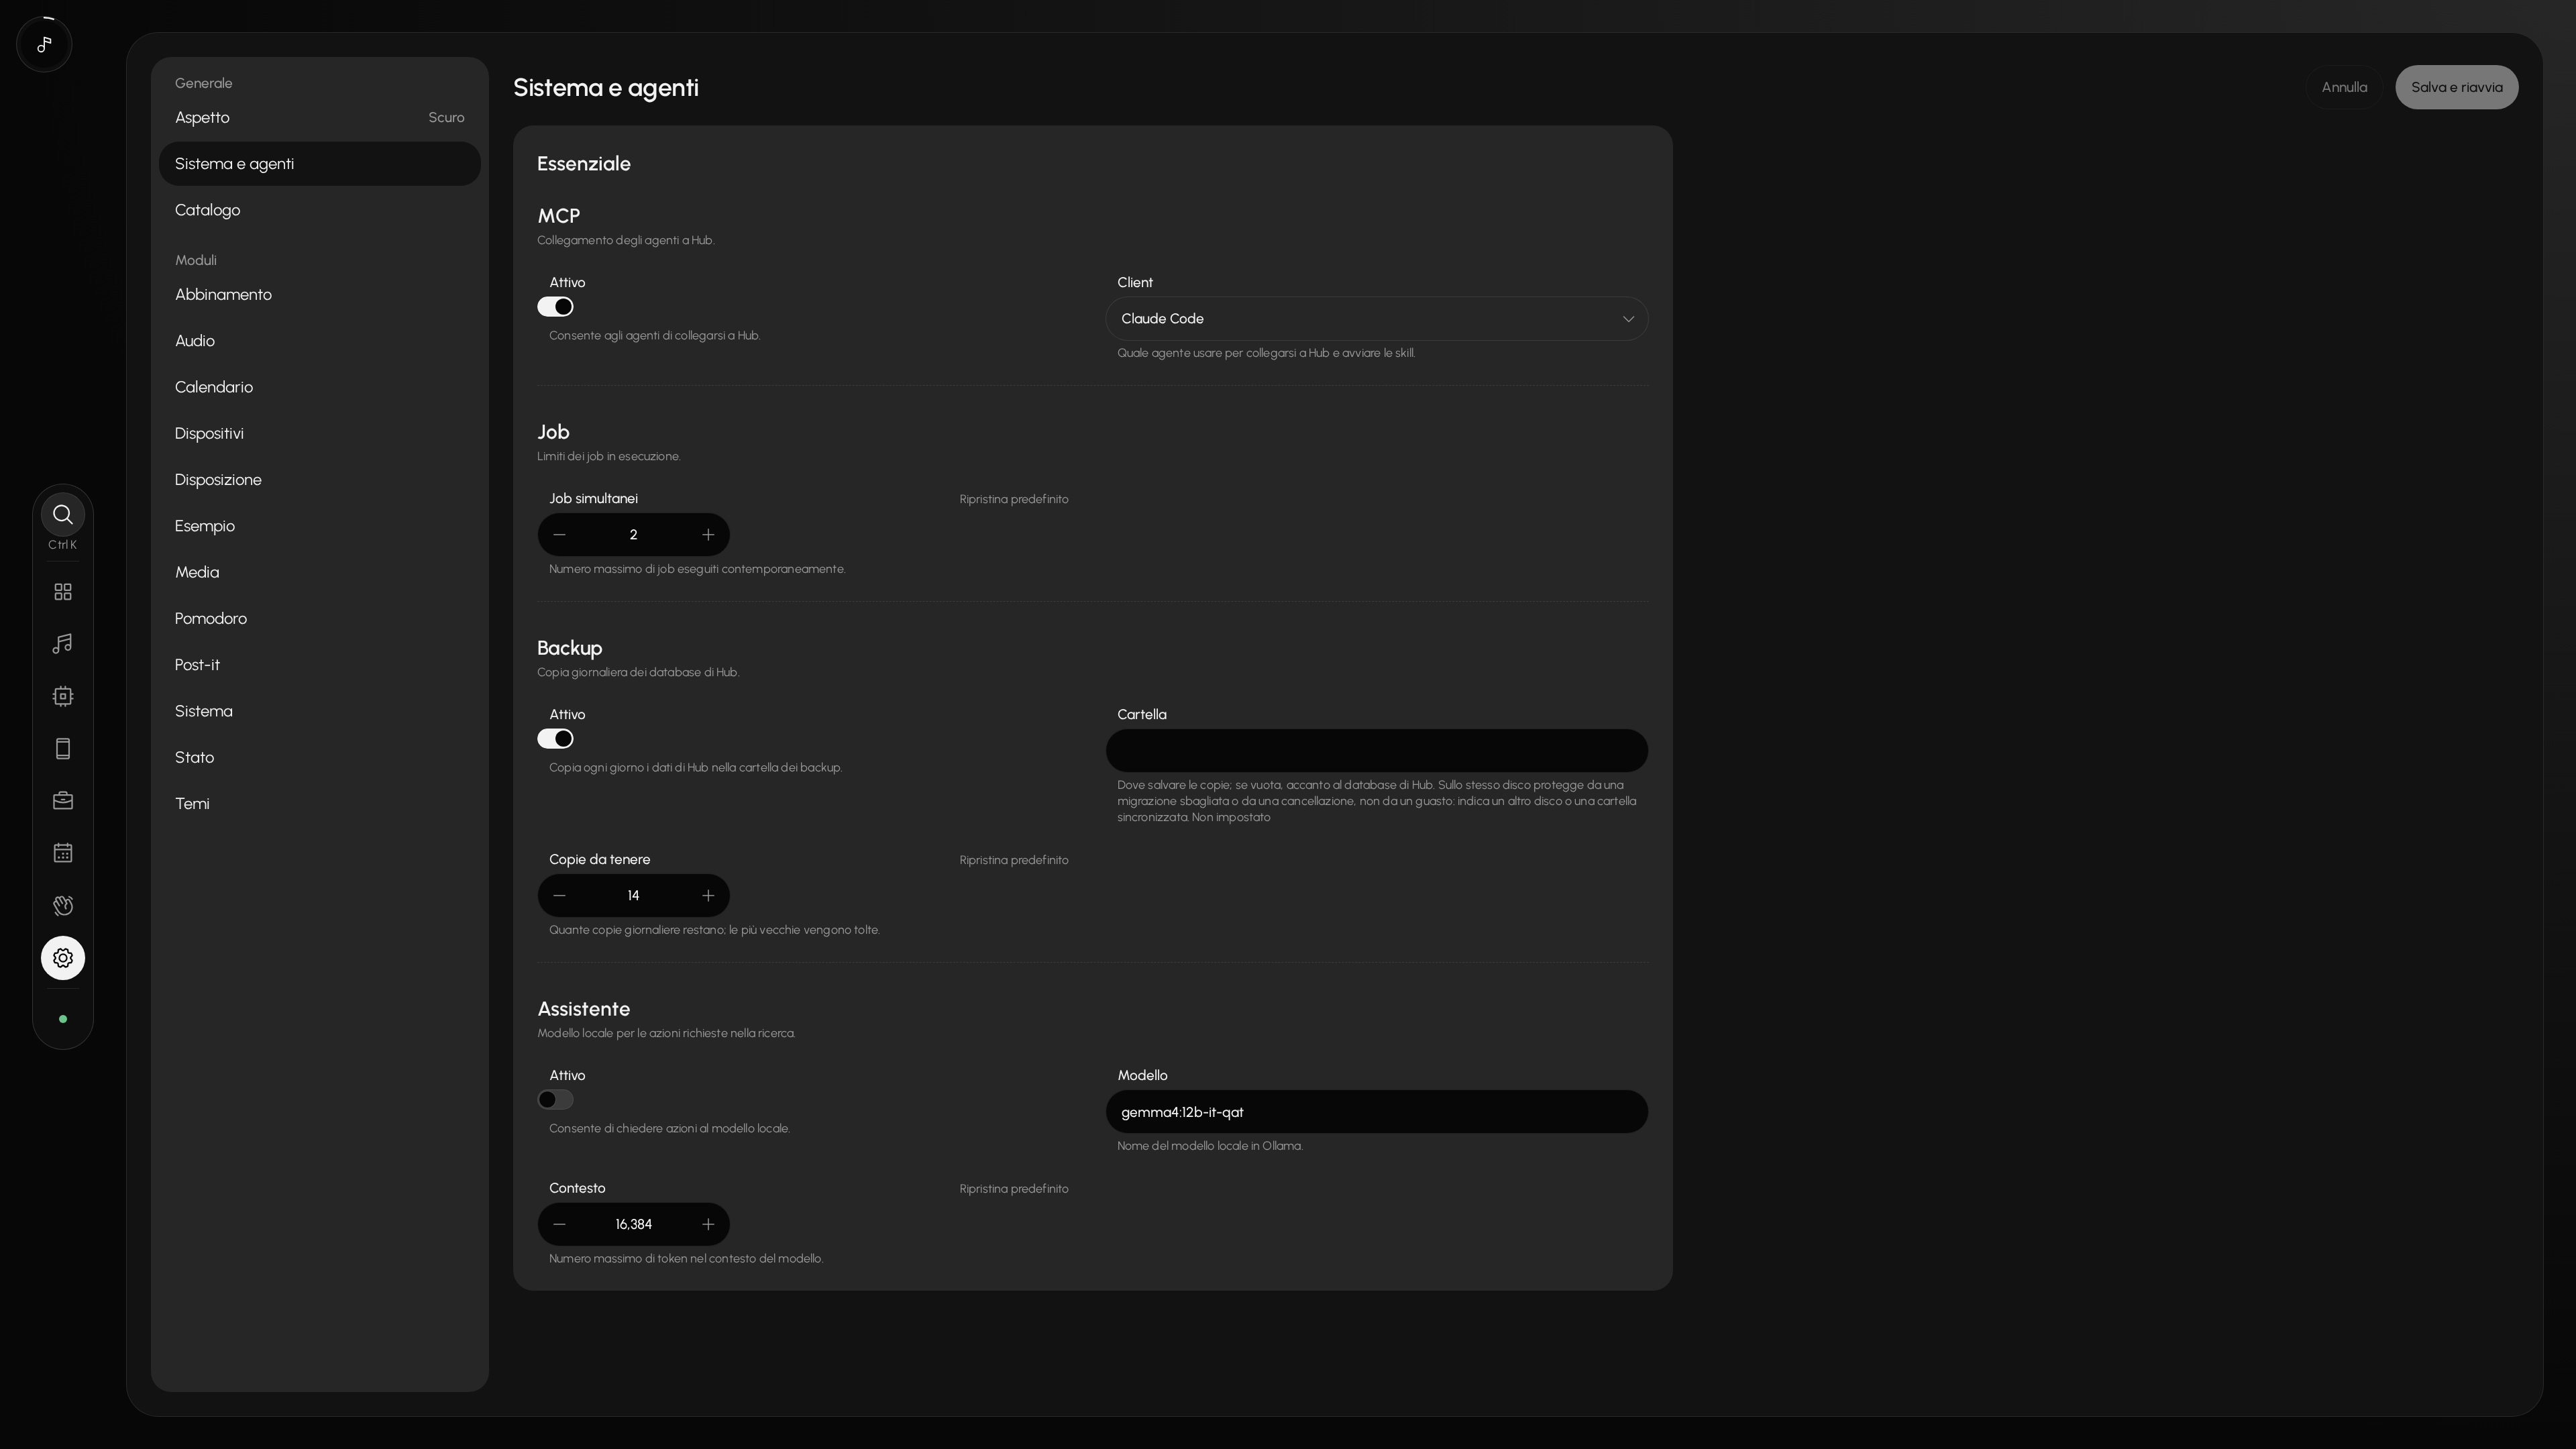 Generale
Aspetto
Scuro
Sistema e agenti
Catalogo
Moduli
Abbinamento
Audio
Calendario
Dispositivi
Disposizione
Esempio
Media
Pomodoro
Post-it
Sistema
Stato
Temi
Ctrl K
Sistema e agenti
Annulla
Salva e riavvia
Essenziale
MCP
Collegamento degli agenti a Hub.
Attivo
Consente agli agenti di collegarsi a Hub.
Client
Claude Code
Quale agente usare per collegarsi a Hub e avviare le skill.
Job
Limiti dei job in esecuzione.
Job simultanei
Ripristina predefinito
2
Numero massimo di job eseguiti contemporaneamente.
Backup
Copia giornaliera dei database di Hub.
Attivo
Copia ogni giorno i dati di Hub nella cartella dei backup.
Cartella
Dove salvare le copie; se vuota, accanto al database di Hub. Sullo stesso disco protegge da una
migrazione sbagliata o da una cancellazione, non da un guasto: indica un altro disco o una cartella
sincronizzata. Non impostato
Copie da tenere
Ripristina predefinito
14
Quante copie giornaliere restano; le più vecchie vengono tolte.
Assistente
Modello locale per le azioni richieste nella ricerca.
Attivo
Consente di chiedere azioni al modello locale.
Modello
gemma4:12b-it-qat
Nome del modello locale in Ollama.
Contesto
Ripristina predefinito
16,384
Numero massimo di token nel contesto del modello.